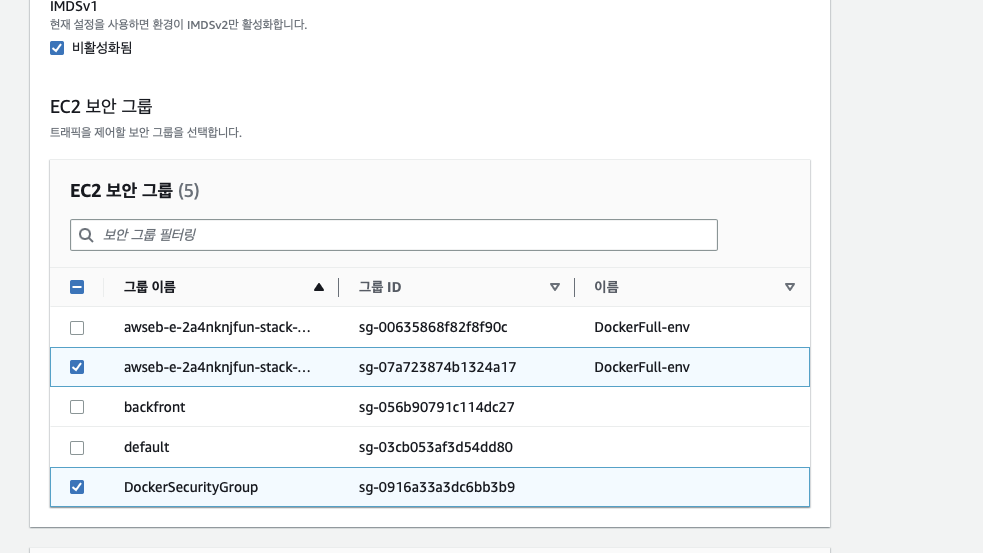 IMDSv1
현재 설정을 사용하면 환경이 IMDSv2만 활성화합니다.
비활성화됨
EC2 보안 그룹
트래픽을 제어할 보안 그룹을 선택합니다.
EC2 보안 그룹 (5)
보안 그룹 필터링
그룹 이름 그룹 ID 이름
awseb-e-2a4nknjfun-stack-... sg-00635868f82f8f90c DockerFull-env
awseb-e-2a4nknjfun-stack-... sg-07a723874b1324a17 DockerFull-env
backfront sg-056b90791c114dc27
default sg-03cb053af3d54dd80
DockerSecurityGroup sg-0916a33a3dc6bb3b9